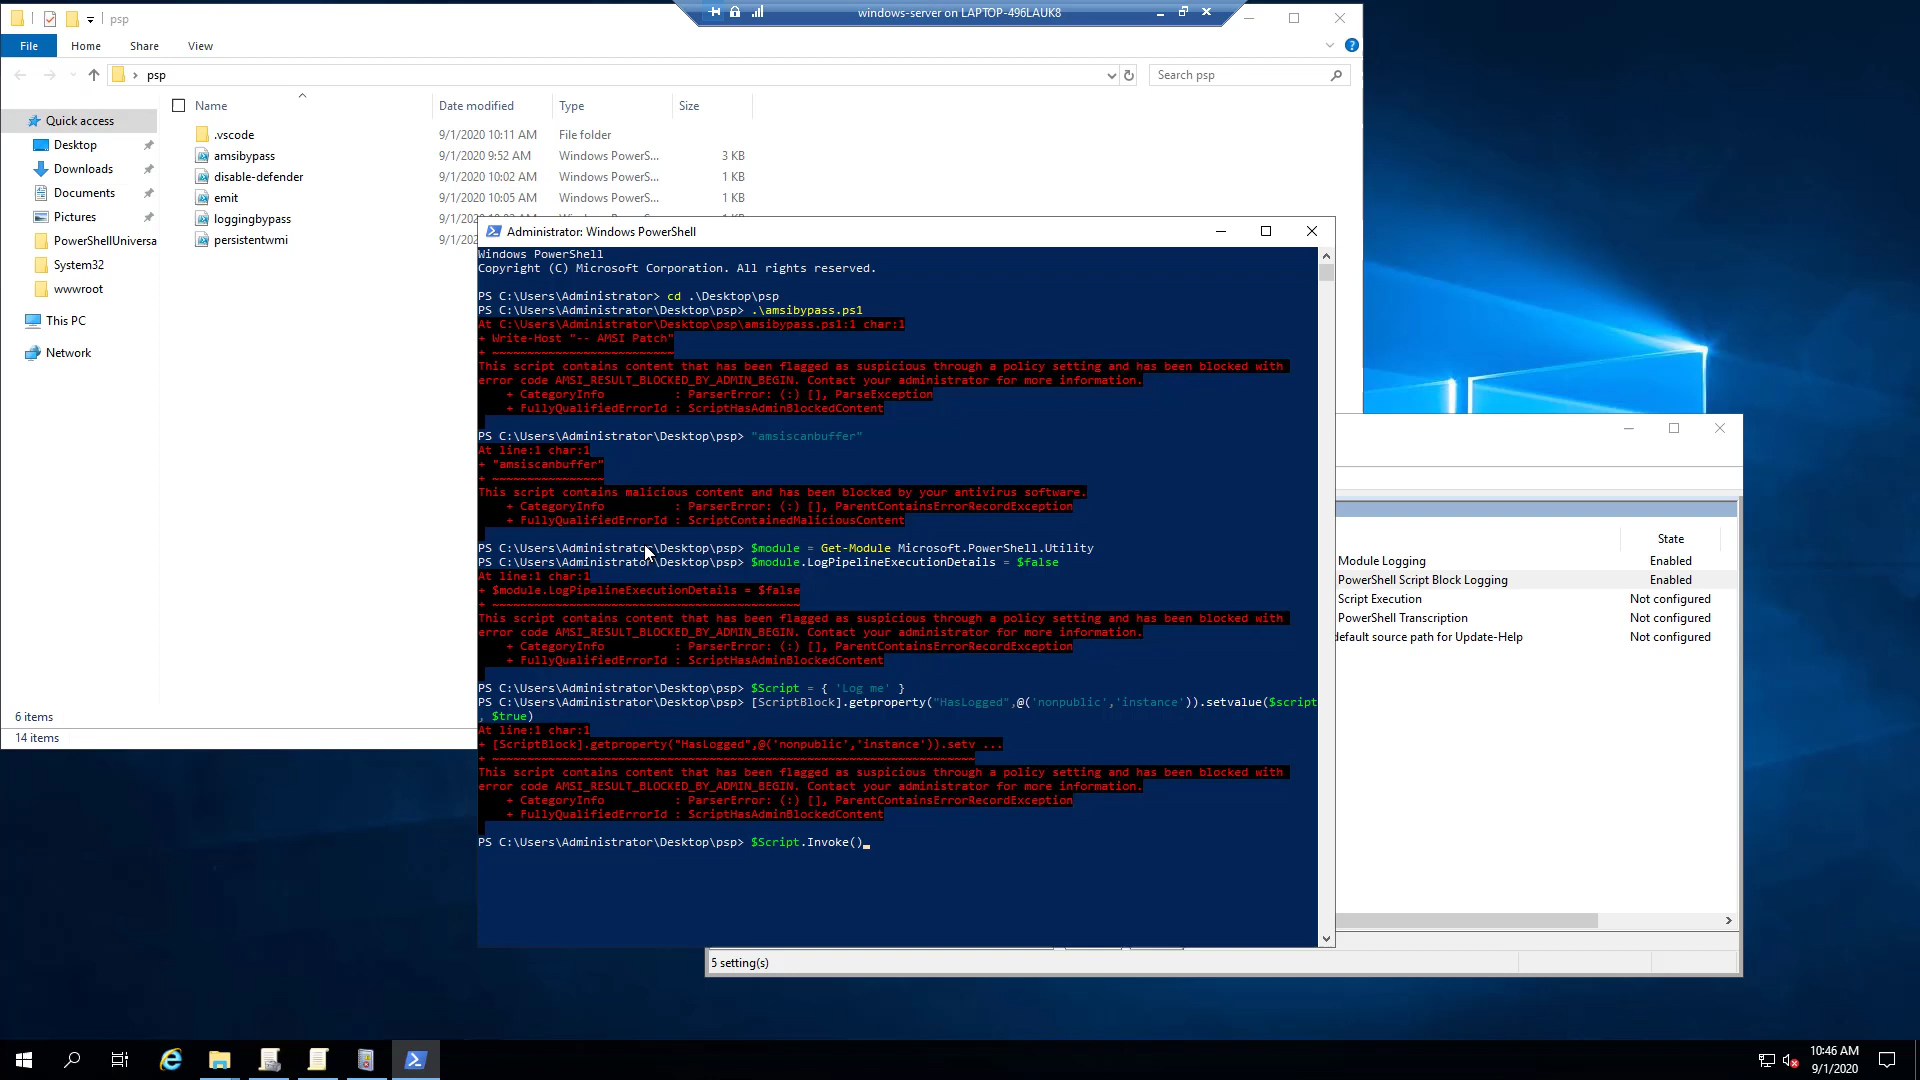 psp
windows-server on LAPTOP-496LAUK8
File
Home
Share
View
psp
Search psp
Name
Date modified
Type
Size
Quick access
Desktop
Downloads
Documents
Pictures
PowerShellUniversa
System32
wwwroot
This PC
Network
.vscode
9/1/2020 10:11 AM
File folder
amsibypass
9/1/2020 9:52 AM
Windows PowerS...
3 KB
disable-defender
9/1/2020 10:02 AM
Windows PowerS...
1 KB
emit
9/1/2020 10:05 AM
Windows PowerS...
1 KB
loggingbypass
persistentwmi
6 items
14 items
Administrator: Windows PowerShell
Windows PowerShell
Copyright (C) Microsoft Corporation. All rights reserved.
PS C:\Users\Administrator> cd .\Desktop\psp
PS C:\Users\Administrator\Desktop\psp> .\amsibypass.ps1
At C:\Users\Administrator\Desktop\psp\amsibypass.ps1:1 char:1
+ Write-Host "-- AMSI Patch"
+ ~~~~~~~~~~~~~~~~~~~~~~~~~~
This script contains content that has been flagged as suspicious through a policy setting and has been blocked with
error code AMSI_RESULT_BLOCKED_BY_ADMIN_BEGIN. Contact your administrator for more information.
+ CategoryInfo : ParserError: (:) [], ParseException
+ FullyQualifiedErrorId : ScriptHasAdminBlockedContent
PS C:\Users\Administrator\Desktop\psp> "amsiscanbuffer"
At line:1 char:1
+ "amsiscanbuffer"
+ ~~~~~~~~~~~~~~~~
This script contains malicious content and has been blocked by your antivirus software.
+ CategoryInfo : ParserError: (:) [], ParentContainsErrorRecordException
+ FullyQualifiedErrorId : ScriptContainedMaliciousContent
PS C:\Users\Administrator\Desktop\psp> $module = Get-Module Microsoft.PowerShell.Utility
PS C:\Users\Administrator\Desktop\psp> $module.LogPipelineExecutionDetails = $false
At line:1 char:1
+ $module.LogPipelineExecutionDetails = $false
+ ~~~~~~~~~~~~~~~~~~~~~~~~~~~~~~~~~~~~~~~~~~~~
This script contains content that has been flagged as suspicious through a policy setting and has been blocked with
error code AMSI_RESULT_BLOCKED_BY_ADMIN_BEGIN. Contact your administrator for more information.
+ CategoryInfo : ParserError: (:) [], ParentContainsErrorRecordException
+ FullyQualifiedErrorId : ScriptHasAdminBlockedContent
PS C:\Users\Administrator\Desktop\psp> $Script = { 'Log me' }
PS C:\Users\Administrator\Desktop\psp> [ScriptBlock].getproperty("HasLogged",@('nonpublic','instance')).setvalue($script
, $true)
At line:1 char:1
+ [ScriptBlock].getproperty("HasLogged",@('nonpublic','instance')).setv ...
+ ~~~~~~~~~~~~~~~~~~~~~~~~~~~~~~~~~~~~~~~~~~~~~~~~~~~~~~~~~~~~~~~~~~~~~
This script contains content that has been flagged as suspicious through a policy setting and has been blocked with
error code AMSI_RESULT_BLOCKED_BY_ADMIN_BEGIN. Contact your administrator for more information.
+ CategoryInfo : ParserError: (:) [], ParentContainsErrorRecordException
+ FullyQualifiedErrorId : ScriptHasAdminBlockedContent
PS C:\Users\Administrator\Desktop\psp> $Script.Invoke()
State
Module Logging
Enabled
PowerShell Script Block Logging
Enabled
Script Execution
Not configured
PowerShell Transcription
Not configured
default source path for Update-Help
Not configured
5 setting(s)
10:46 AM
9/1/2020